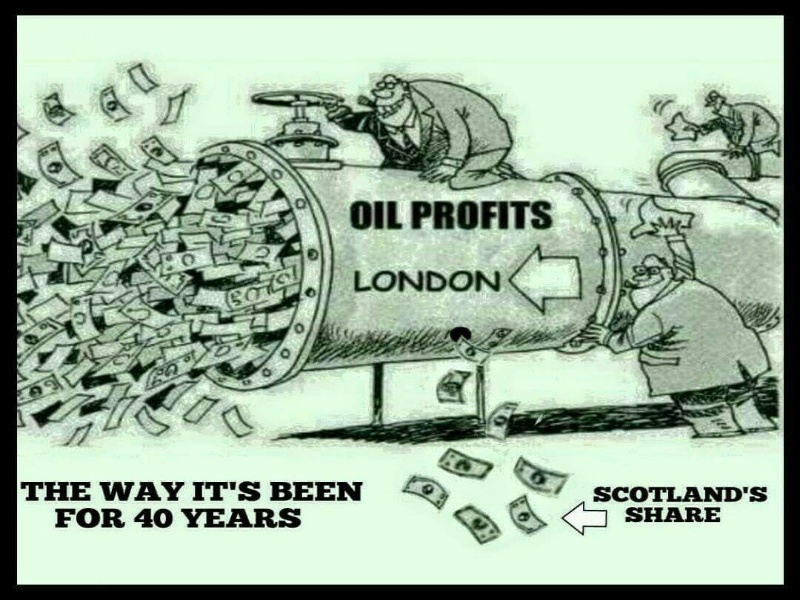 OIL PROFITS
LONDON
THE WAY IT'S BEEN
FOR 40 YEARS
SCOTLAND'S
SHARE